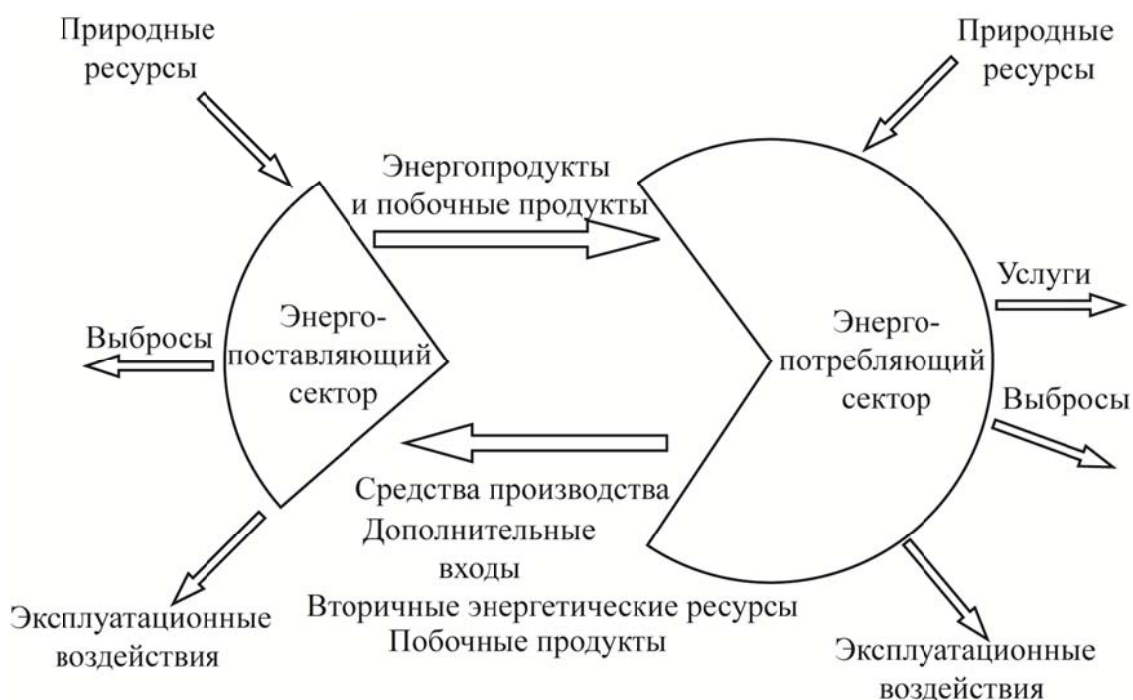 Природные
ресурсы
Природные
ресурсы
Энергопродукты
и побочные продукты
Услуги
Выбросы
Энерго-
поставляющий
сектор
Энерго-
потребляющий
сектор
Выбросы
Средства производства
Дополнительные
входы
Вторичные энергетические ресурсы
Побочные продукты
Эксплуатационные
воздействия
Эксплуатационные
воздействия